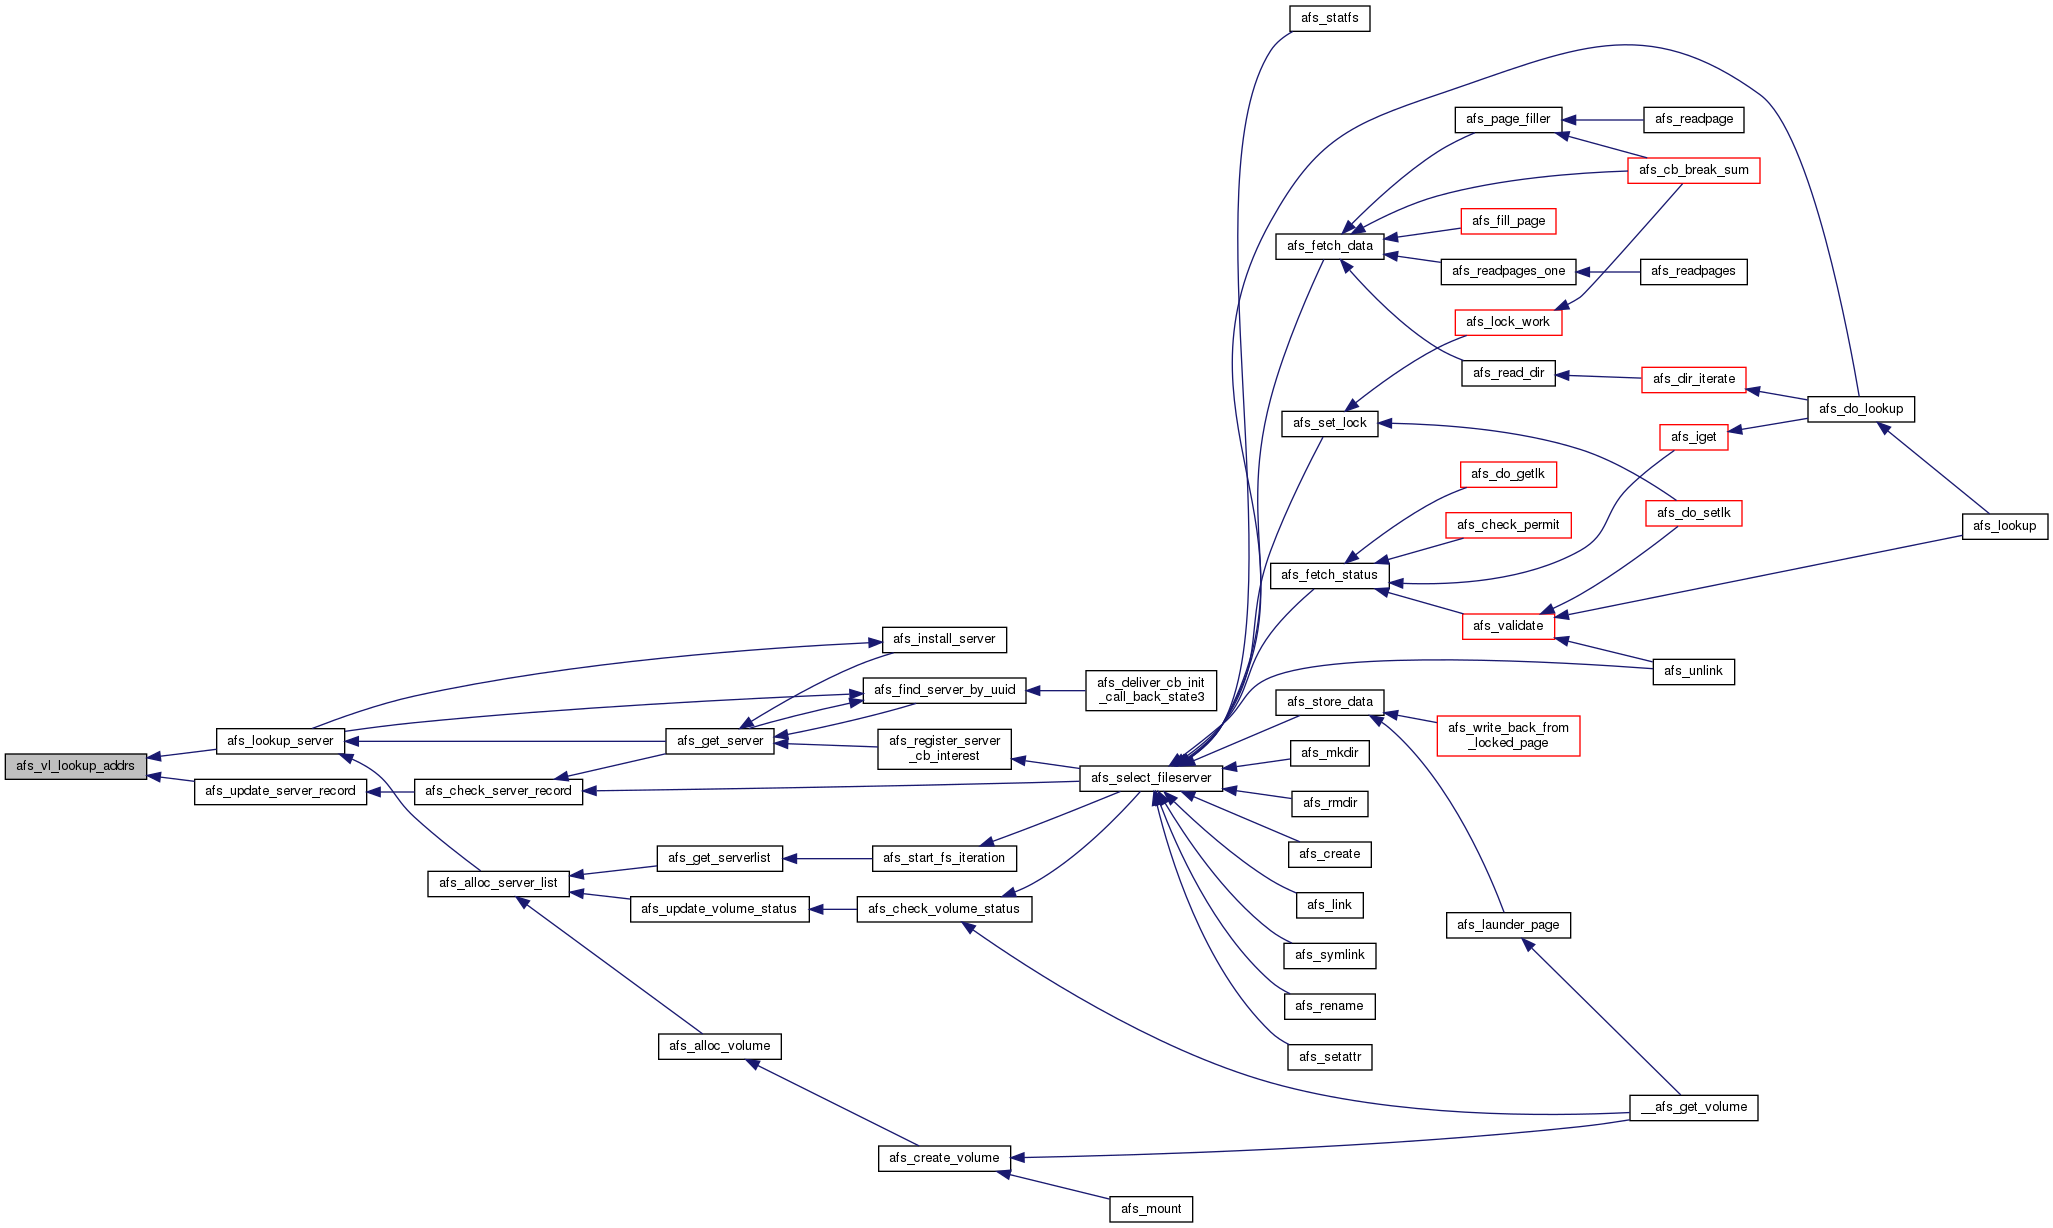 afs_statfs
afs_page_filler
afs_readpage
afs_cb_break_sum
afs_fill_page
afs_fetch_data
afs_readpages_one
afs_readpages
afs_lock_work
afs_read_dir
afs_dir_iterate
afs_do_lookup
afs_set_lock
afs_iget
afs_do_getlk
afs_do_setlk
afs_check_permit
afs_lookup
afs_fetch_status
afs_validate
afs_install_server
afs_unlink
afs_find_server_by_uuid
afs_deliver_cb_init
_call_back_state3
afs_store_data
afs_write_back_from
_locked_page
afs_lookup_server
afs_get_server
afs_register_server
_cb_interest
afs_mkdir
afs_vl_lookup_addrs
afs_select_fileserver
afs_update_server_record
afs_check_server_record
afs_rmdir
afs_get_serverlist
afs_start_fs_iteration
afs_create
afs_alloc_server_list
afs_update_volume_status
afs_check_volume_status
afs_link
afs_launder_page
afs_symlink
afs_rename
afs_alloc_volume
afs_setattr
__afs_get_volume
afs_create_volume
afs_mount